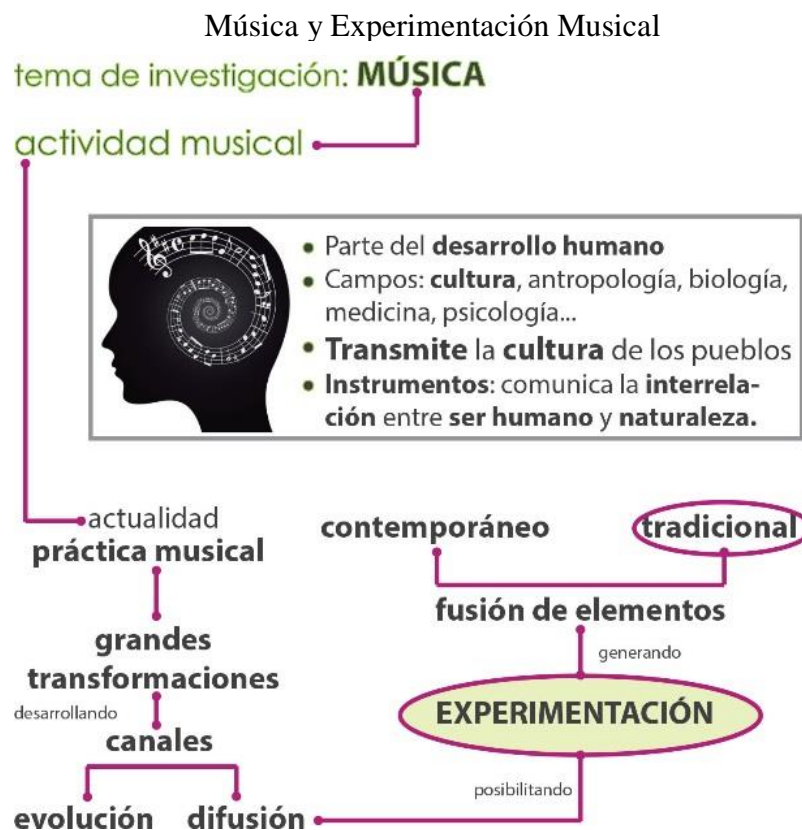 Música y Experimentación Musical
tema de investigación: MÚSICA
actividad musical
• Parte del desarrollo humano
• Campos: cultura, antropología, biología,
medicina, psicología...
• Transmite la cultura de los pueblos
• Instrumentos: comunica la interrela-
ción entre ser humano y naturaleza.
actualidad
práctica musical
grandes
transformaciones
desarrollando
canales
evolución
difusión
contemporáneo
tradicional
fusión de elementos
generando
EXPERIMENTACIÓN
posibilitando